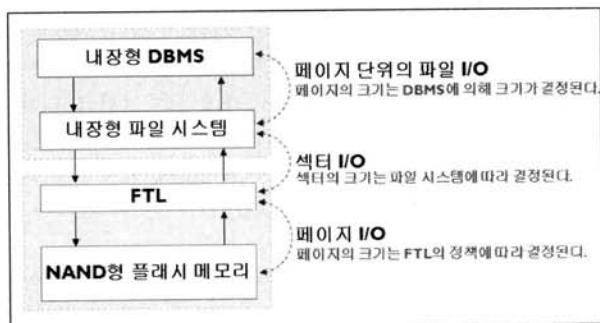 내장형 DBMS
페이지 단위의 파일 I/O
페이지의 크기는 DBMS에 의해 크기가 결정된다.
내장형 파일 시스템
섹터 I/O
섹터의 크기는 파일 시스템에 따라 결정된다.
FTL
페이지 I/O
페이지의 크기는 FTL의 정책에 따라 결정된다.
NAND형 플래시 메모리